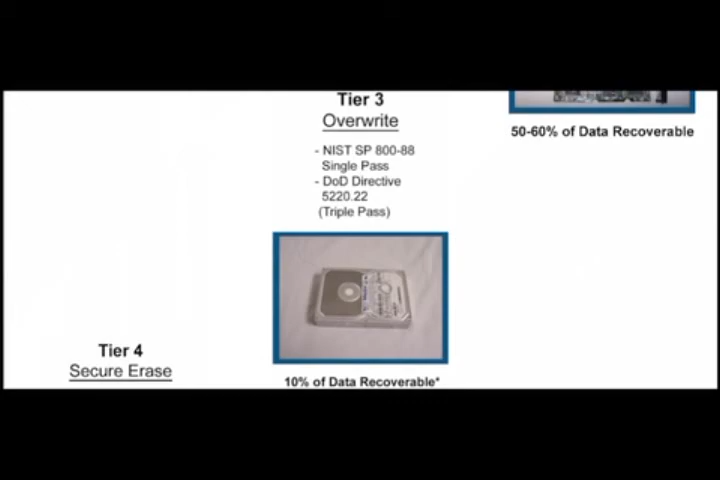 Tier 3
Overwrite
- NIST SP 800-88
Single Pass
- DoD Directive
5220.22
(Triple Pass)
50-60% of Data Recoverable
10% of Data Recoverable*
Tier 4
Secure Erase